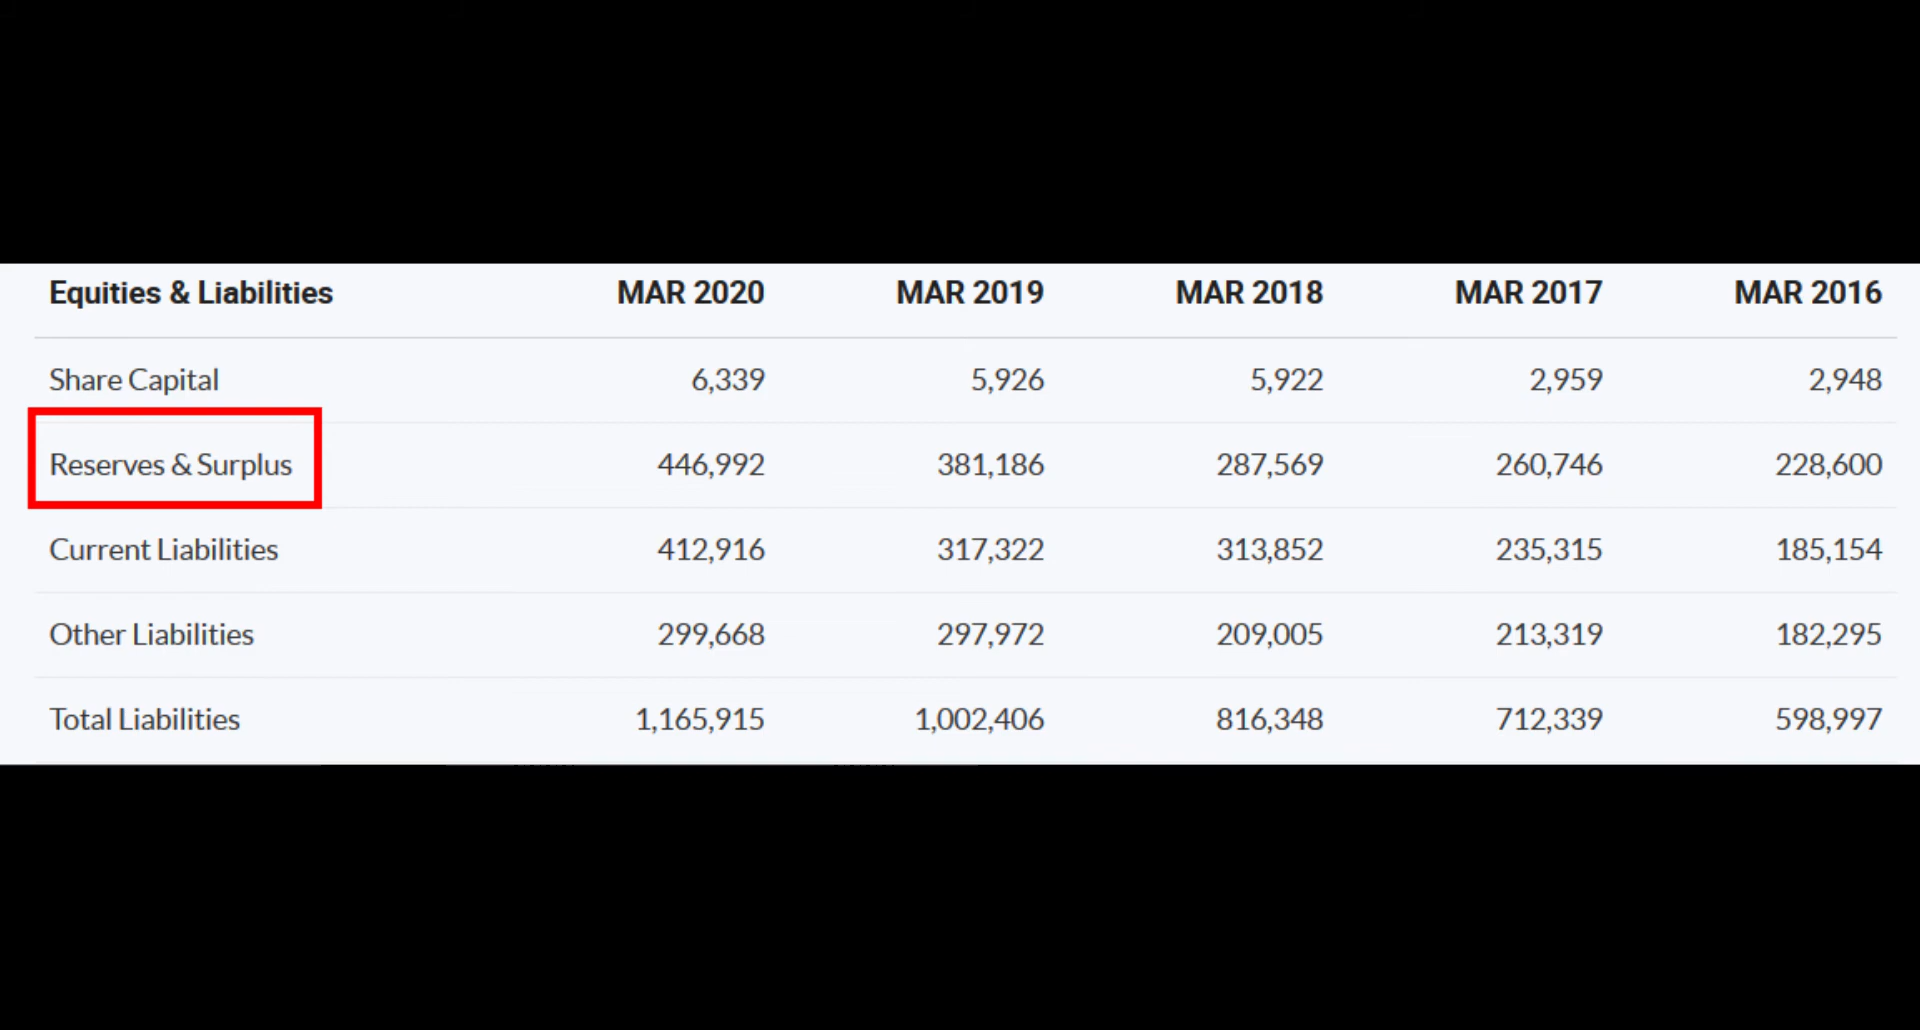 Equities & Liabilities MAR 2020 MAR 2019 MAR 2018 MAR 2017 MAR 2016
Share Capital 6,339 5,926 5,922 2,959 2,948
Reserves & Surplus 446,992 381,186 287,569 260,746 228,600
Current Liabilities 412,916 317,322 313,852 235,315 185,154
Other Liabilities 299,668 297,972 209,005 213,319 182,295
Total Liabilities 1,165,915 1,002,406 816,348 712,339 598,997